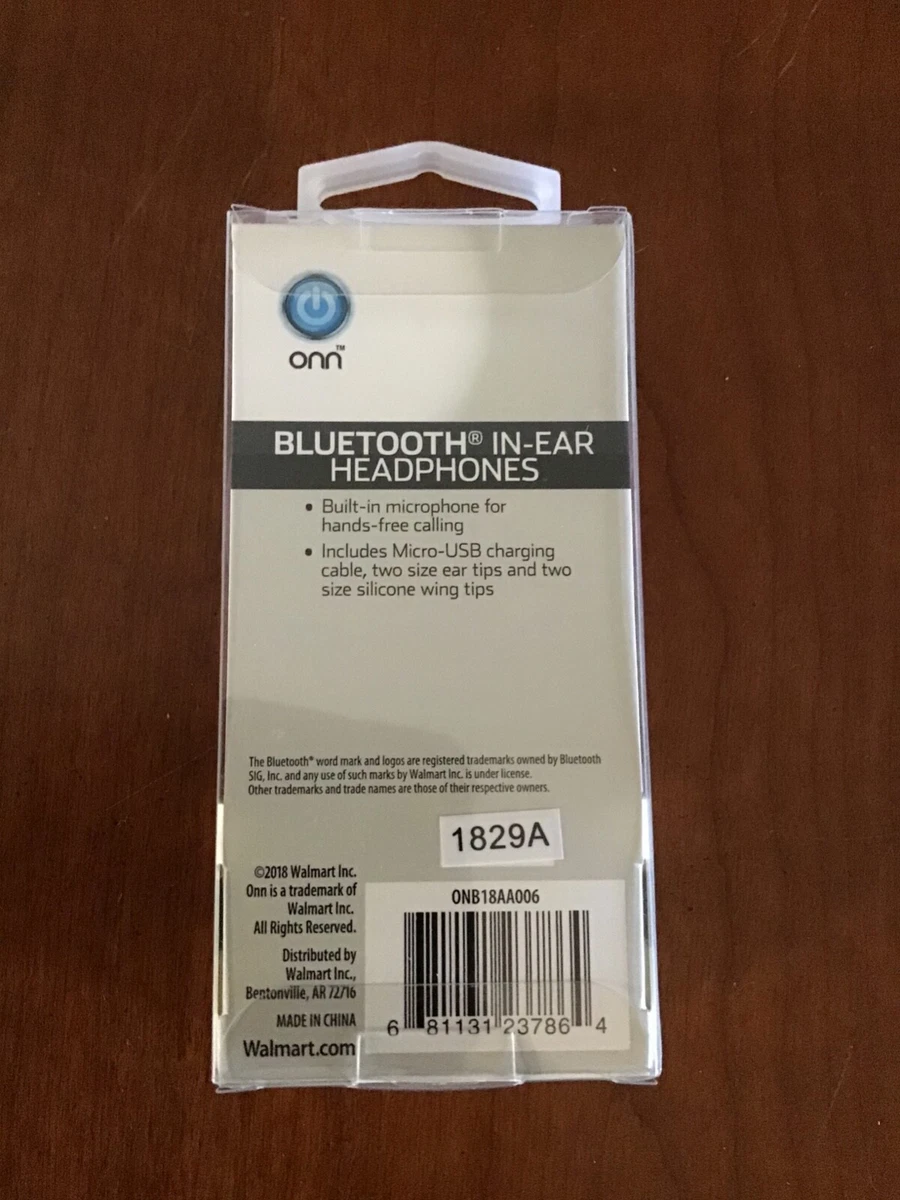 onn™
BLUETOOTH® IN-EAR
HEADPHONES
• Built-in microphone for
hands-free calling
• Includes Micro-USB charging
cable, two size ear tips and two
size silicone wing tips
The Bluetooth® word mark and logos are registered trademarks owned by Bluetooth
SIG, Inc. and any use of such marks by Walmart Inc. is under license.
Other trademarks and trade names are those of their respective owners.
1829A
©2018 Walmart Inc.
Onn is a trademark of
Walmart Inc.
All Rights Reserved.
Distributed by
Walmart Inc.,
Bentonville, AR 72716
MADE IN CHINA
Walmart.com
ONB18AA006
6 81131 23786 4